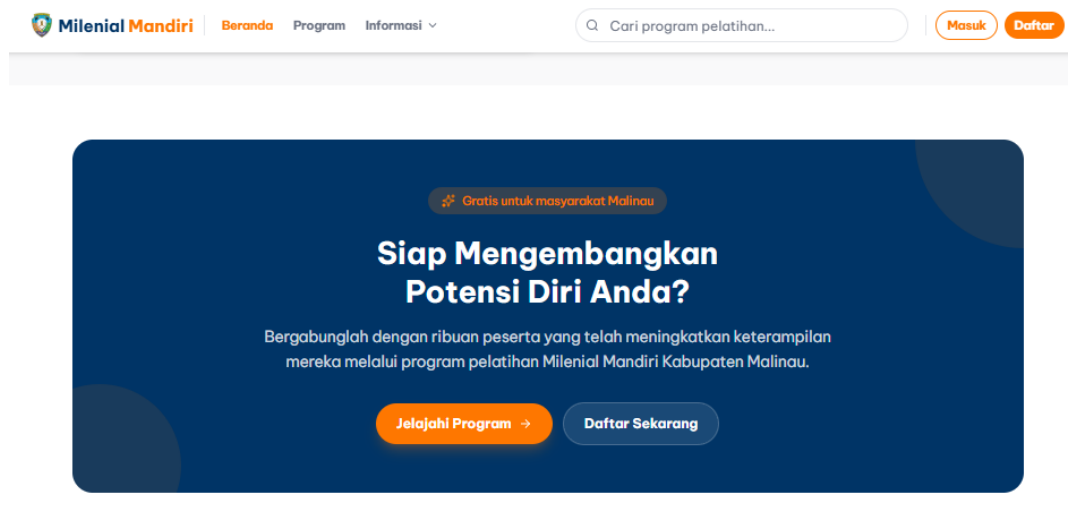 Milenial Mandiri Beranda Program Informasi Cari program pelatihan... Masuk Daftar
Gratis untuk masyarakat Malinau
Siap Mengembangkan
Potensi Diri Anda?
Bergabunglah dengan ribuan peserta yang telah meningkatkan keterampilan
mereka melalui program pelatihan Milenial Mandiri Kabupaten Malinau.
Jelajahi Program → Daftar Sekarang